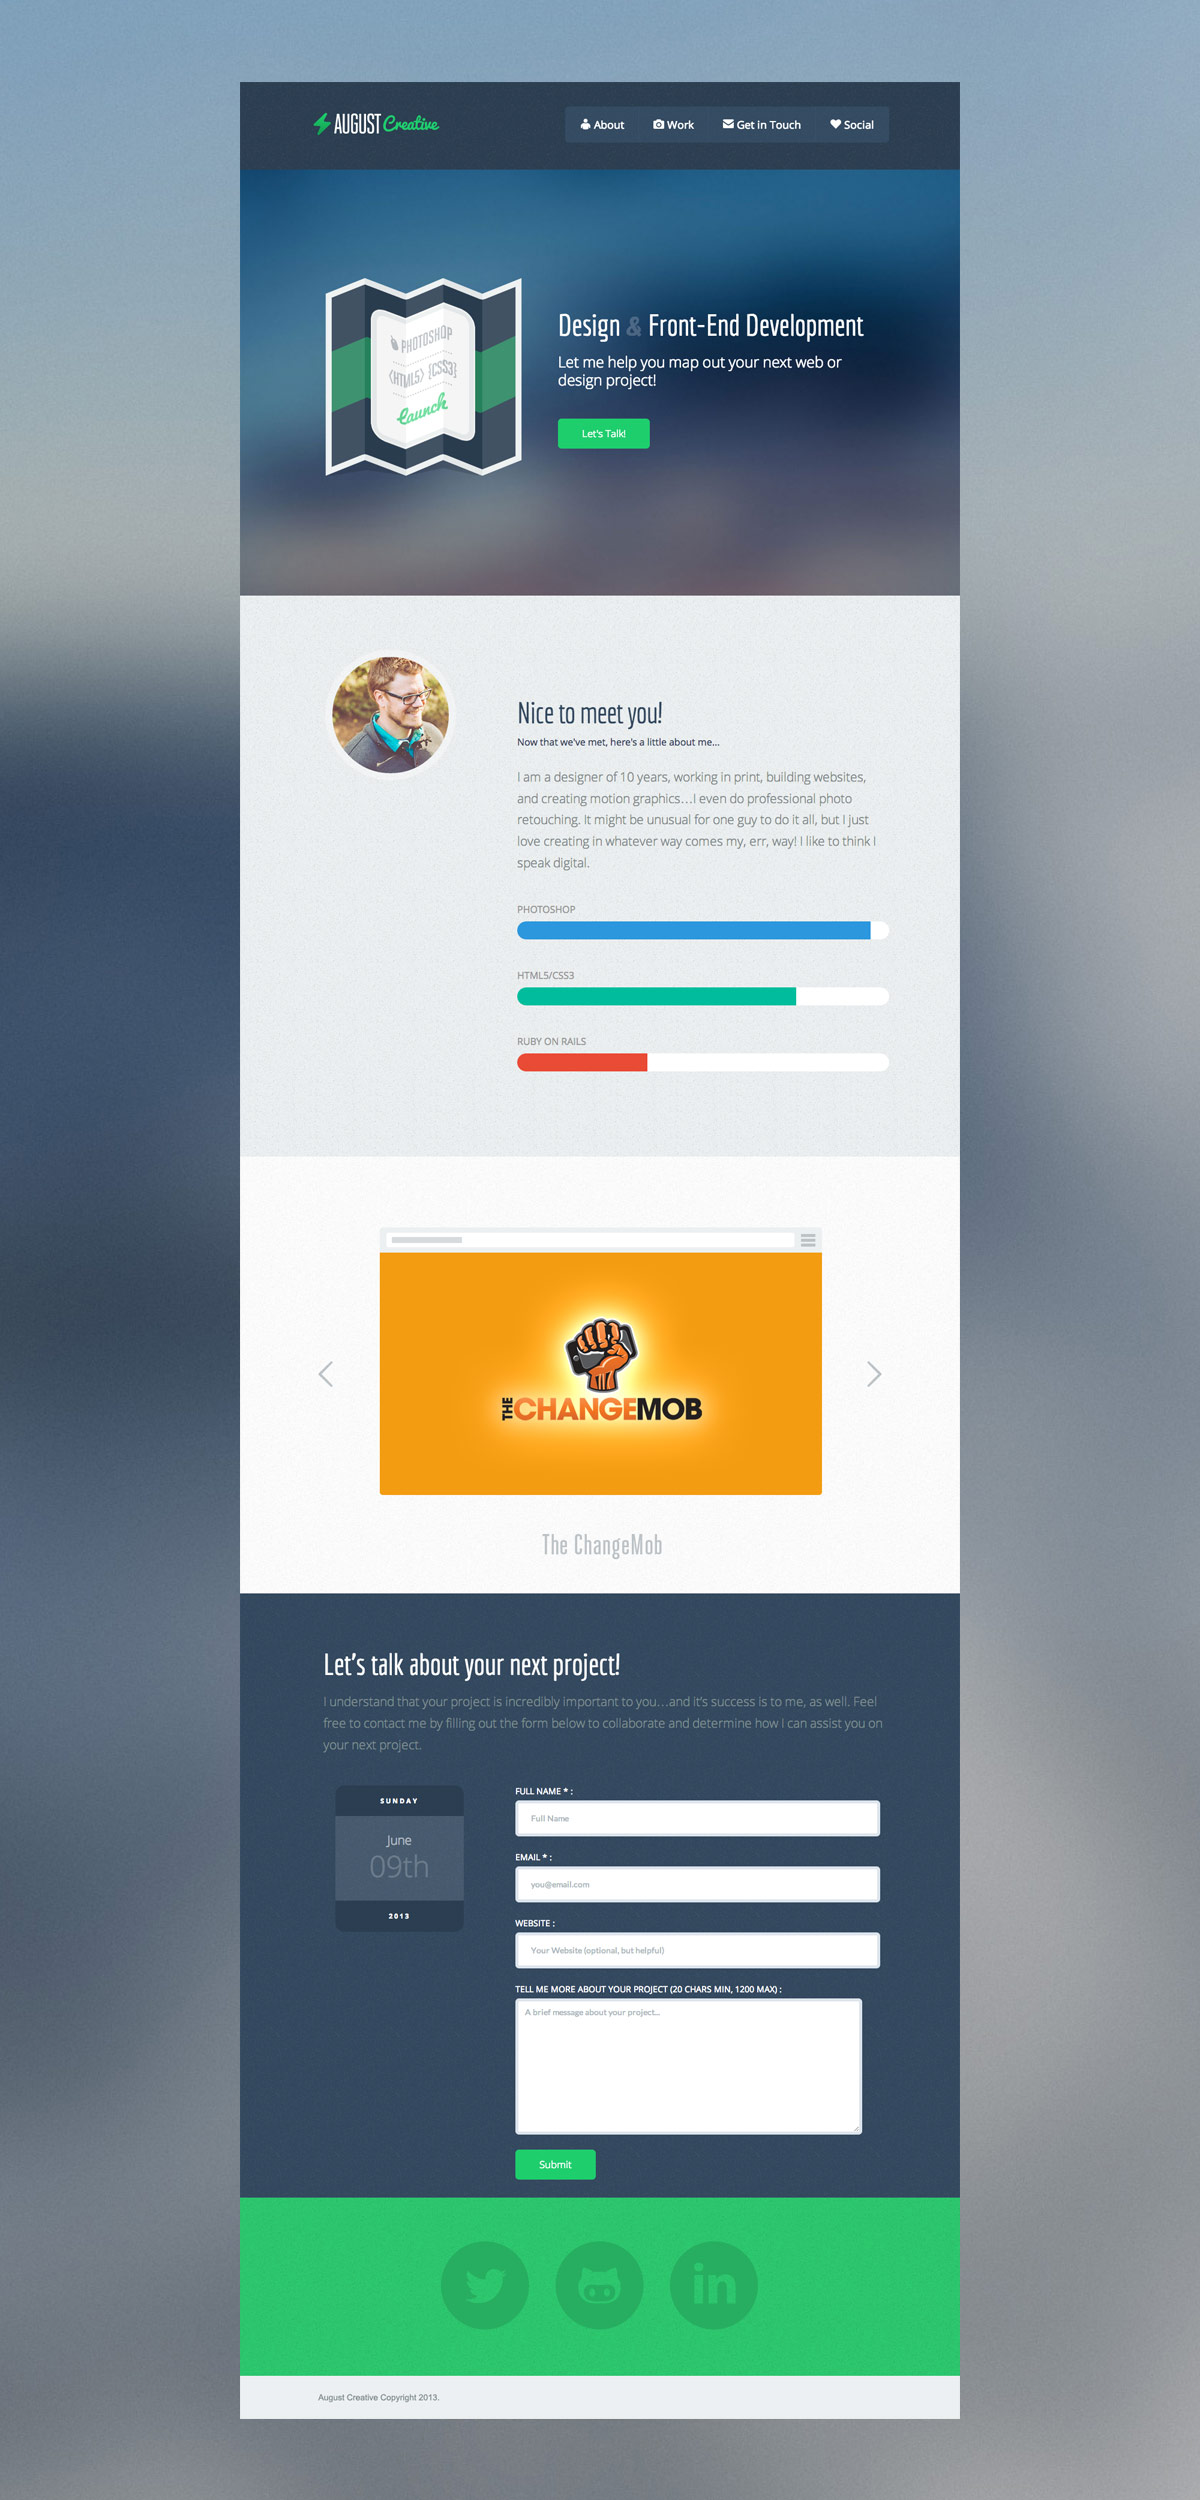 AUGUST Creative
About
Work
Get in Touch
Social
PHOTOSHOP
<HTML5> {CSS3}
Launch
Design & Front-End Development
Let me help you map out your next web or
design project!
Let's Talk!
Nice to meet you!
Now that we've met, here's a little about me...
I am a designer of 10 years, working in print, building websites,
and creating motion graphics…I even do professional photo
retouching. It might be unusual for one guy to do it all, but I just
love creating in whatever way comes my, err, way! I like to think I
speak digital.
PHOTOSHOP
HTML5/CSS3
RUBY ON RAILS
THE CHANGEMOB
The ChangeMob
Let's talk about your next project!
I understand that your project is incredibly important to you…and it's success is to me, as well. Feel
free to contact me by filling out the form below to collaborate and determine how I can assist you on
your next project.
SUNDAY
June
09th
2013
FULL NAME * :
Full Name
EMAIL * :
you@email.com
WEBSITE :
Your Website (optional, but helpful)
TELL ME MORE ABOUT YOUR PROJECT (20 CHARS MIN, 1200 MAX) :
A brief message about your project...
Submit
in
August Creative Copyright 2013.